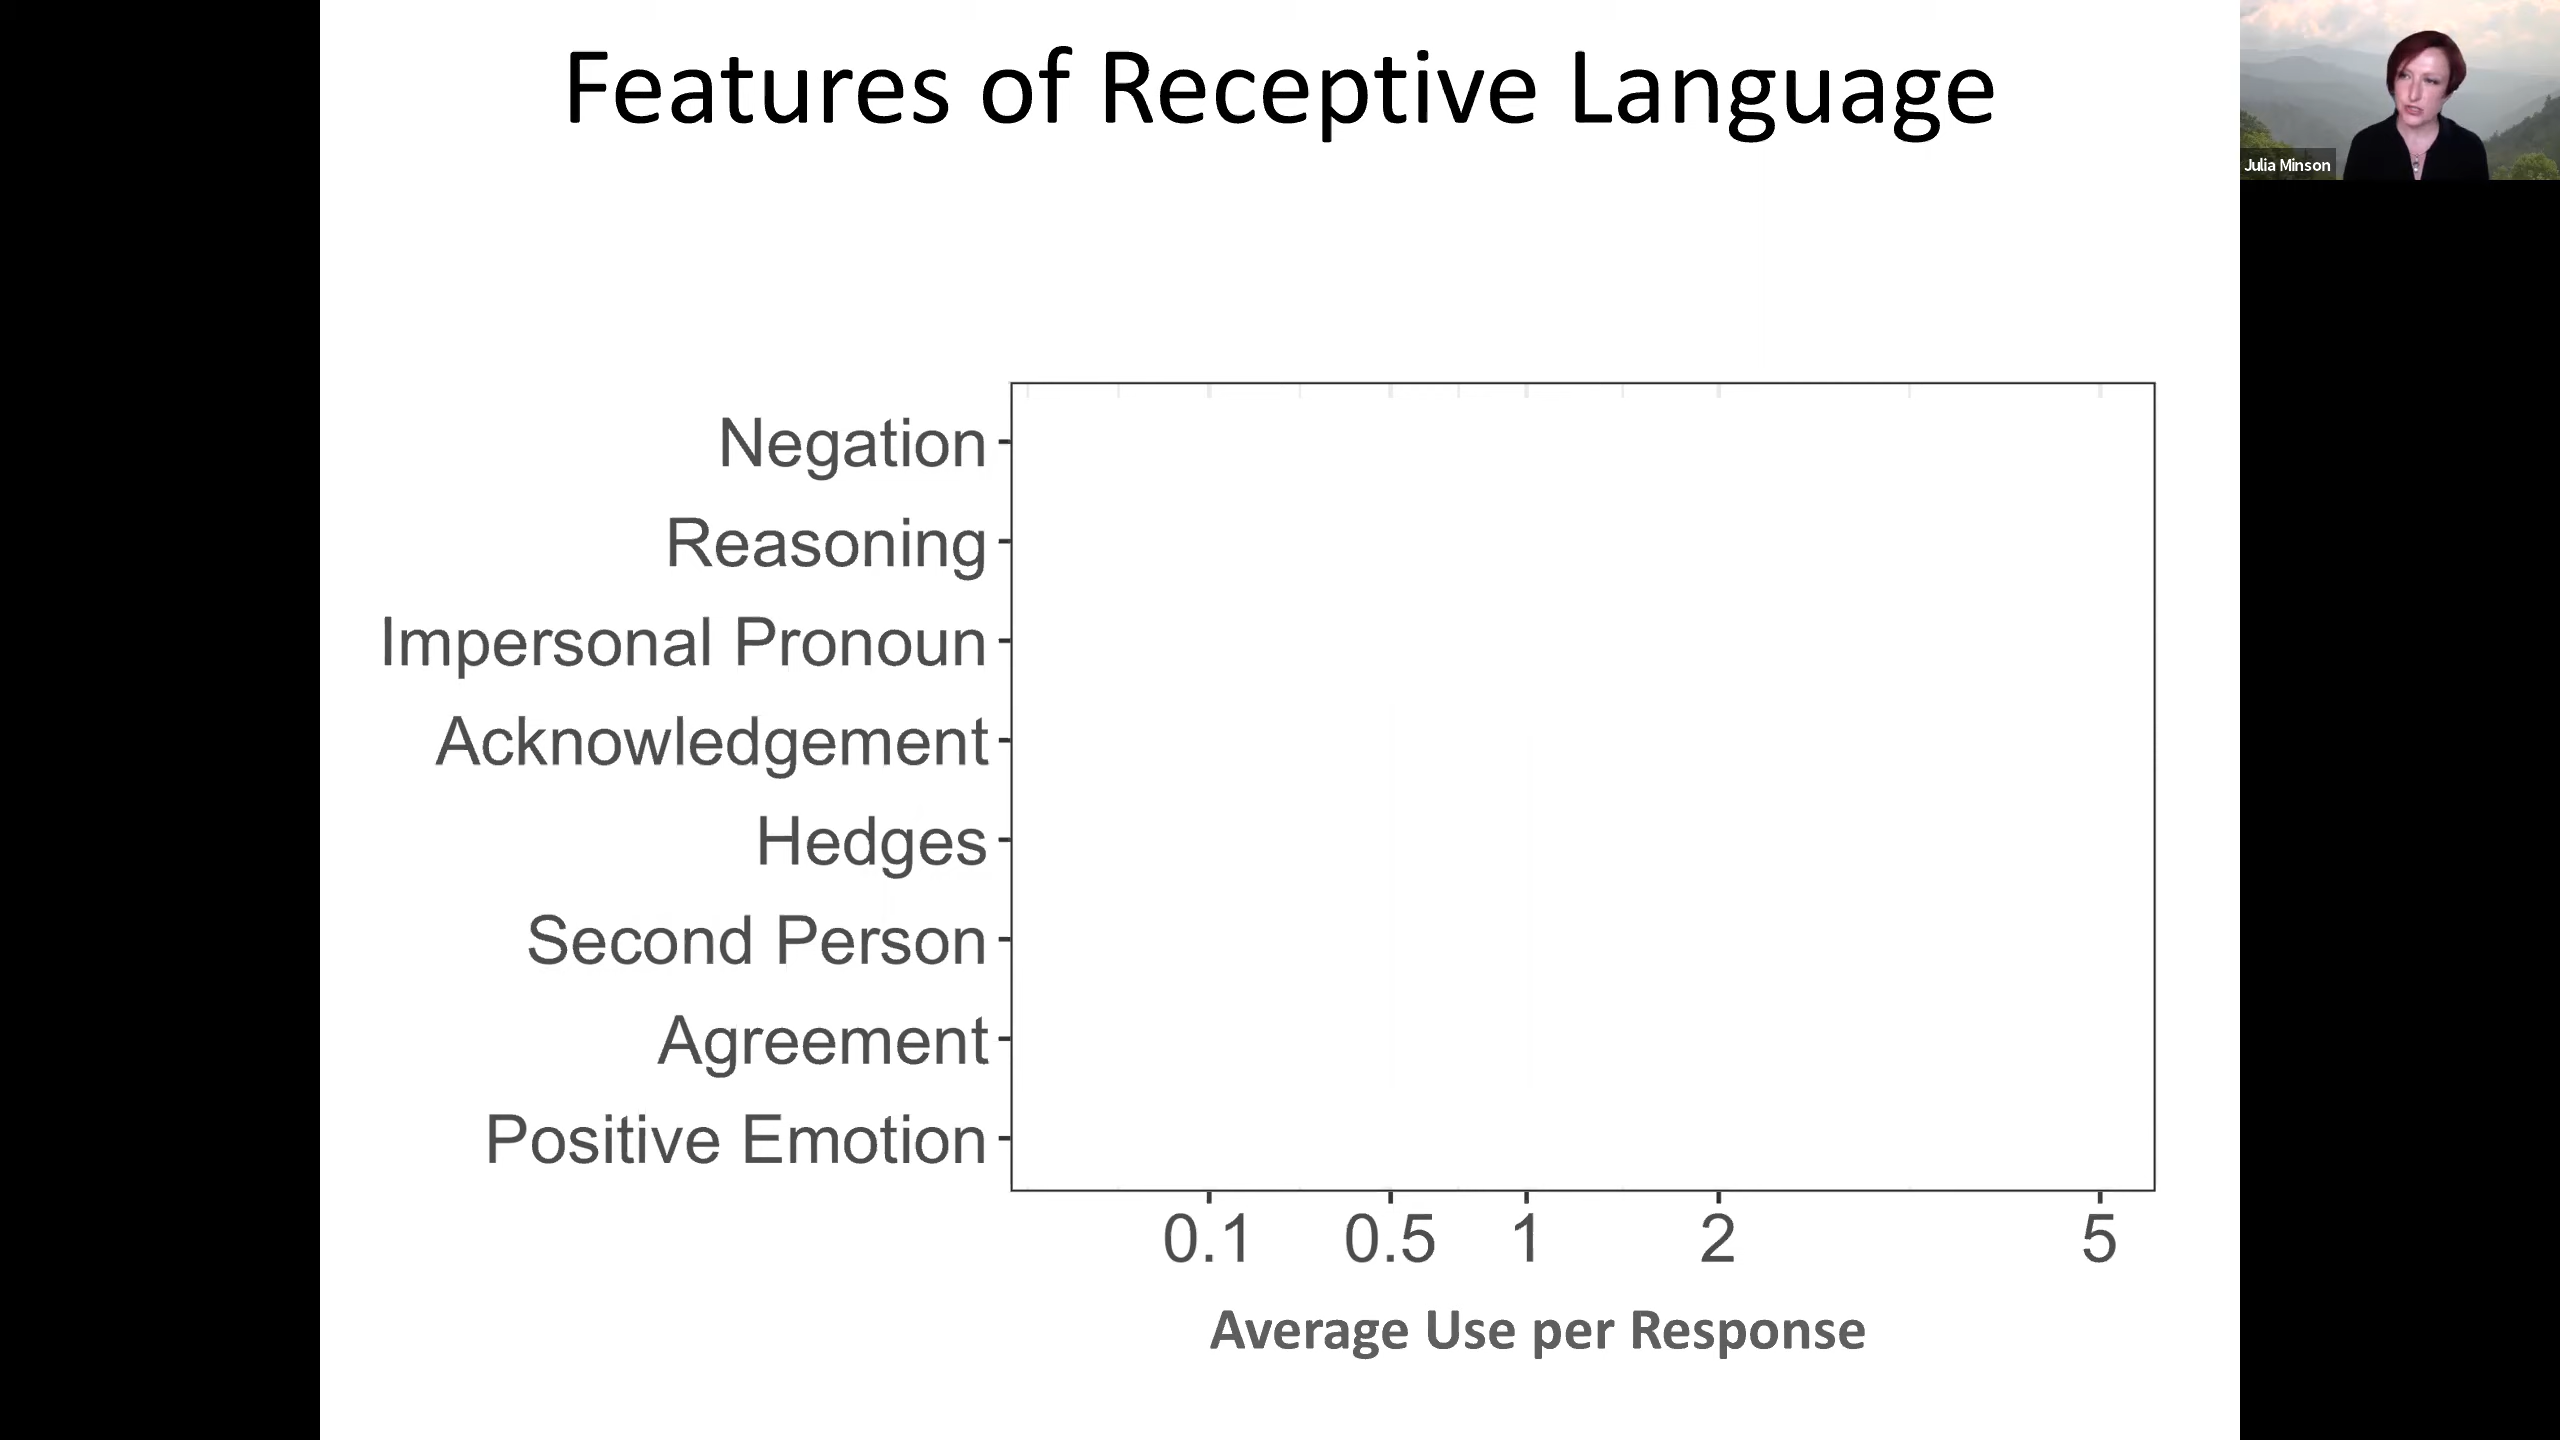 Features of Receptive Language
Julia Minson
Negation
Reasoning
Impersonal Pronoun
Acknowledgement
Hedges
Second Person
Agreement
Positive Emotion
0.1 0.5 1 2 5
Average Use per Response